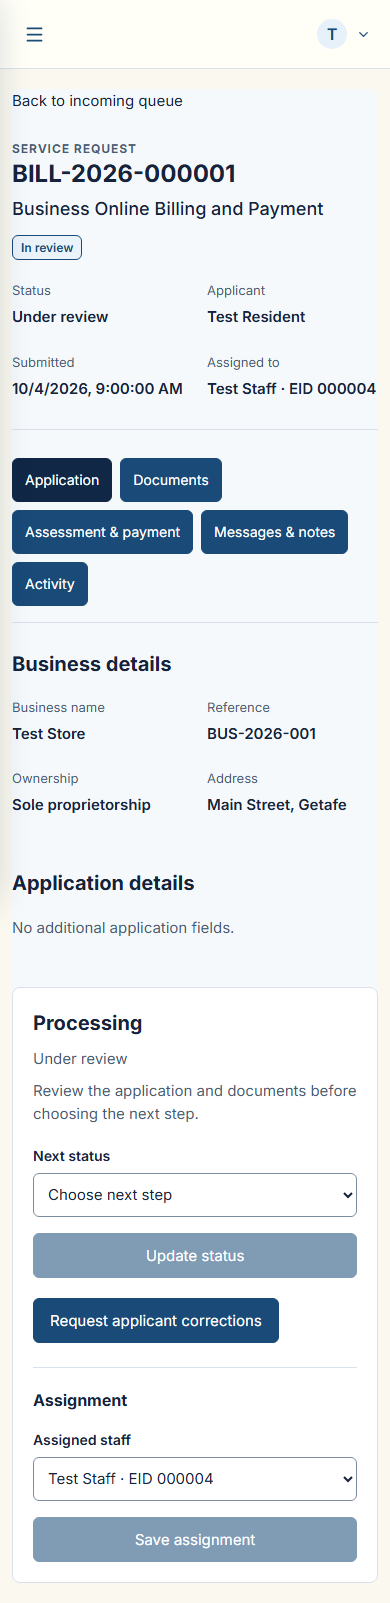 T
Back to incoming queue
SERVICE REQUEST
BILL-2026-000001
Business Online Billing and Payment
In review
Status
Applicant
Under review
Test Resident
Submitted
Assigned to
10/4/2026, 9:00:00 AM
Test Staff · EID 000004
Application
Documents
Assessment & payment
Messages & notes
Activity
Business details
Business name
Reference
Test Store
BUS-2026-001
Ownership
Address
Sole proprietorship
Main Street, Getafe
Application details
No additional application fields.
Processing
Under review
Review the application and documents before
choosing the next step.
Next status
Choose next step
Update status
Request applicant corrections
Assignment
Assigned staff
Test Staff · EID 000004
Save assignment